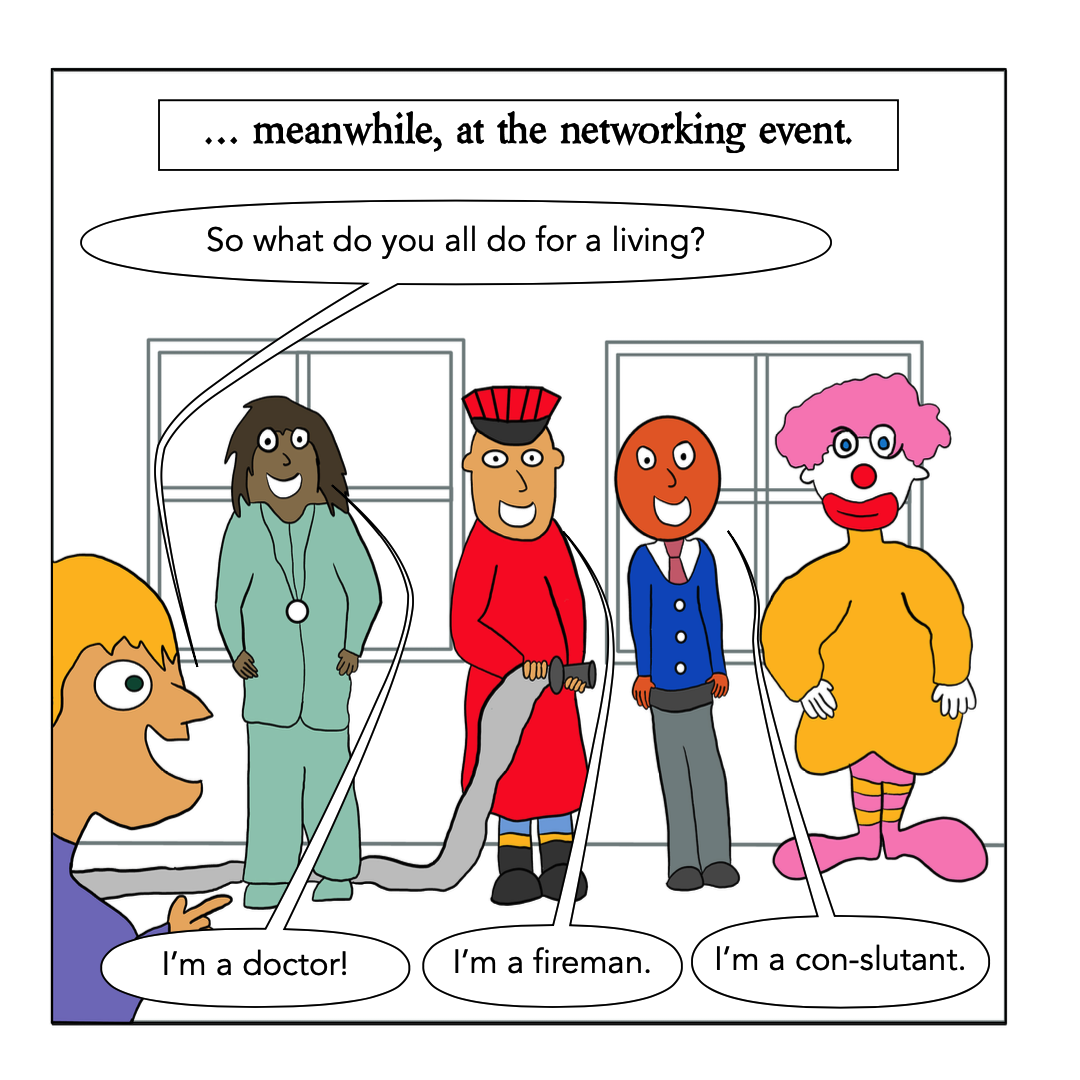 ... meanwhile, at the networking event.
So what do you all do for a living?
I'm a doctor!
I'm a fireman.
I'm a con-slutant.